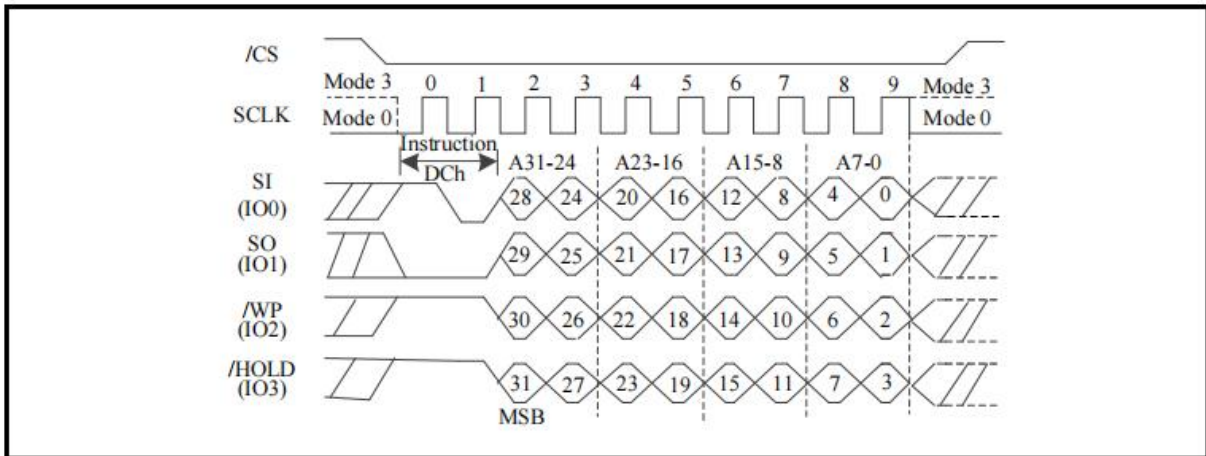 /CS
Mode 3 0 1 2 3 4 5 6 7 8 9 Mode 3
SCLK
Mode 0 Mode 0
Instruction
A31-24 A23-16 A15-8 A7-0
DCh
SI
(IO0)
28 24 20 16 12 8 4 0
SO
(IO1)
29 25 21 17 13 9 5 1
/WP
(IO2)
30 26 22 18 14 10 6 2
/HOLD
(IO3)
31 27 23 19 15 11 7 3
MSB